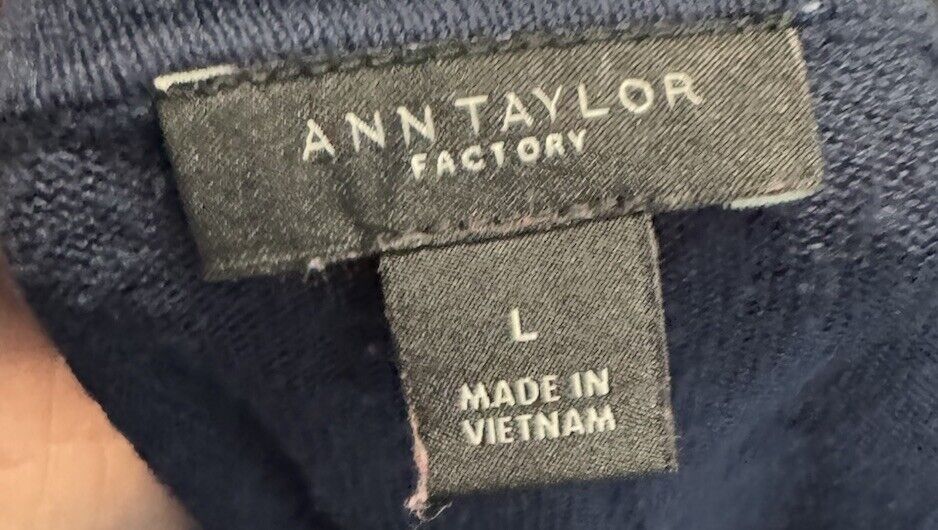 ANN TAYLOR
FACTORY
L
MADE IN
VIETNAM